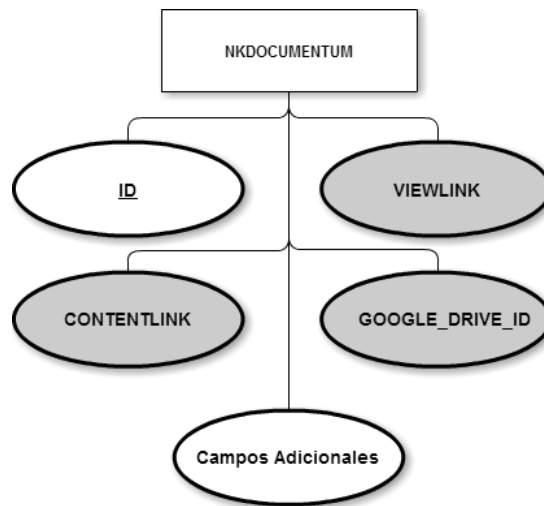 NKDOCUMENTUM
ID
VIEWLINK
CONTENTLINK
GOOGLE_DRIVE_ID
Campos Adicionales